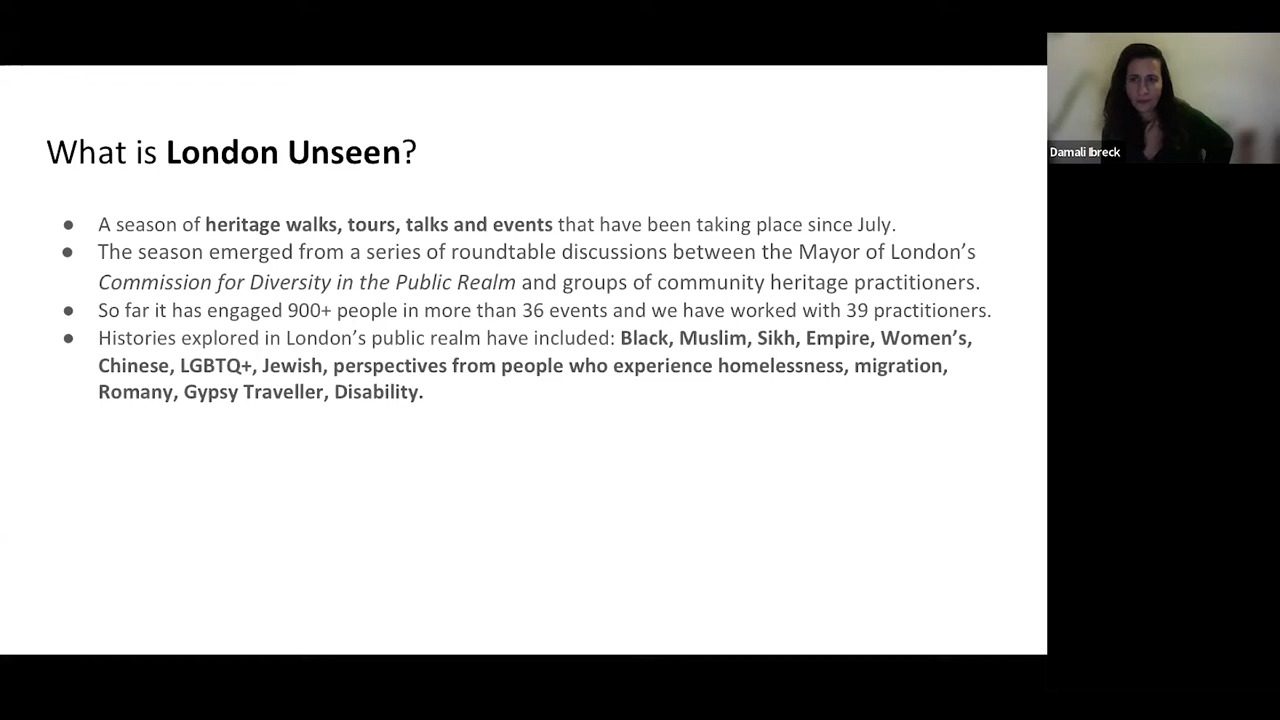 What is London Unseen?
● A season of heritage walks, tours, talks and events that have been taking place since July.
● The season emerged from a series of roundtable discussions between the Mayor of London’s
Commission for Diversity in the Public Realm and groups of community heritage practitioners.
● So far it has engaged 900+ people in more than 36 events and we have worked with 39 practitioners.
● Histories explored in London’s public realm have included: Black, Muslim, Sikh, Empire, Women’s,
Chinese, LGBTQ+, Jewish, perspectives from people who experience homelessness, migration,
Romany, Gypsy Traveller, Disability.
Damali Ibreck